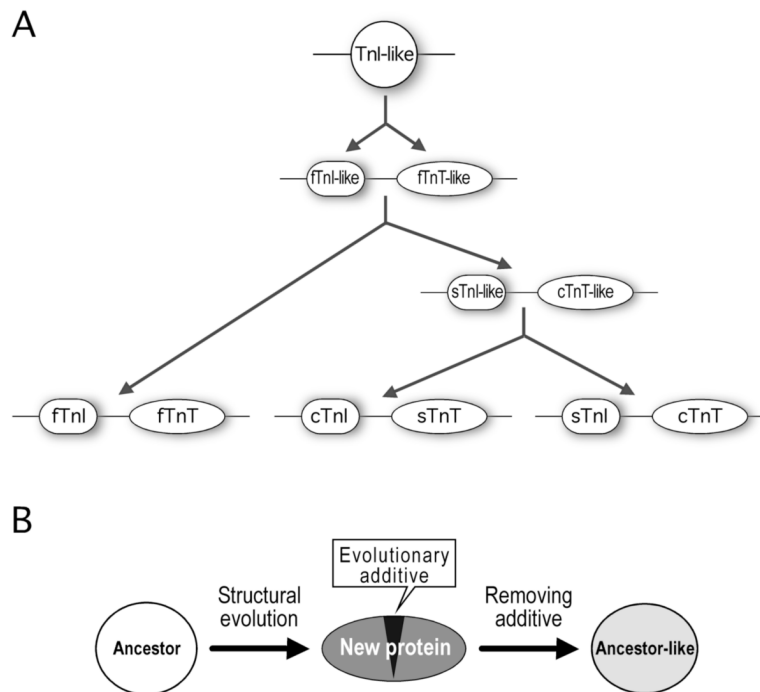 A
TnI-like
fTnI-like fTnT-like
sTnI-like cTnT-like
fTnI fTnT cTnI sTnT sTnI cTnT
B
Evolutionary
additive
Structural
evolution
Removing
additive
Ancestor
New protein
Ancestor-like